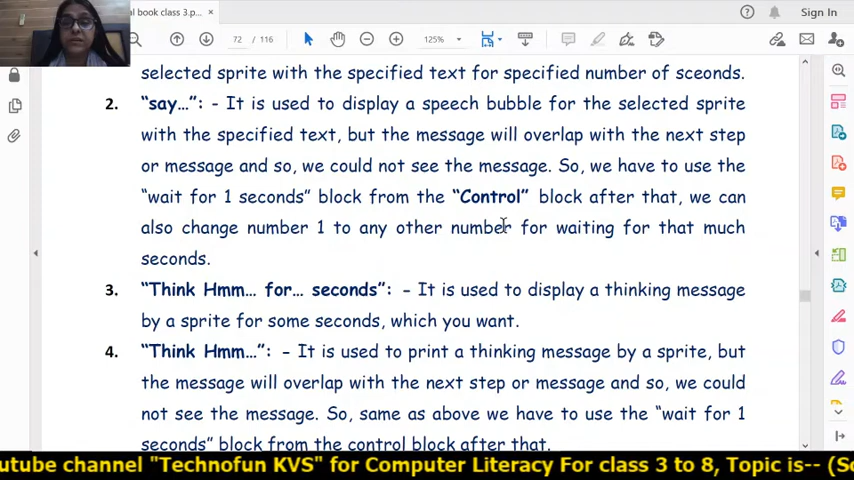 al book class 3.p... ×
Sign In
72 / 116
125%
selected sprite with the specified text for specified number of sceonds.
2. “say…”: - It is used to display a speech bubble for the selected sprite
with the specified text, but the message will overlap with the next step
or message and so, we could not see the message. So, we have to use the
“wait for 1 seconds” block from the “Control” block after that, we can
also change number 1 to any other number for waiting for that much
seconds.
3. “Think Hmm… for… seconds”: – It is used to display a thinking message
by a sprite for some seconds, which you want.
4. “Think Hmm…”: – It is used to print a thinking message by a sprite, but
the message will overlap with the next step or message and so, we could
not see the message. So, same as above we have to use the “wait for 1
seconds” block from the control block after that.
utube channel "Technofun KVS" for Computer Literacy For class 3 to 8, Topic is-- (So